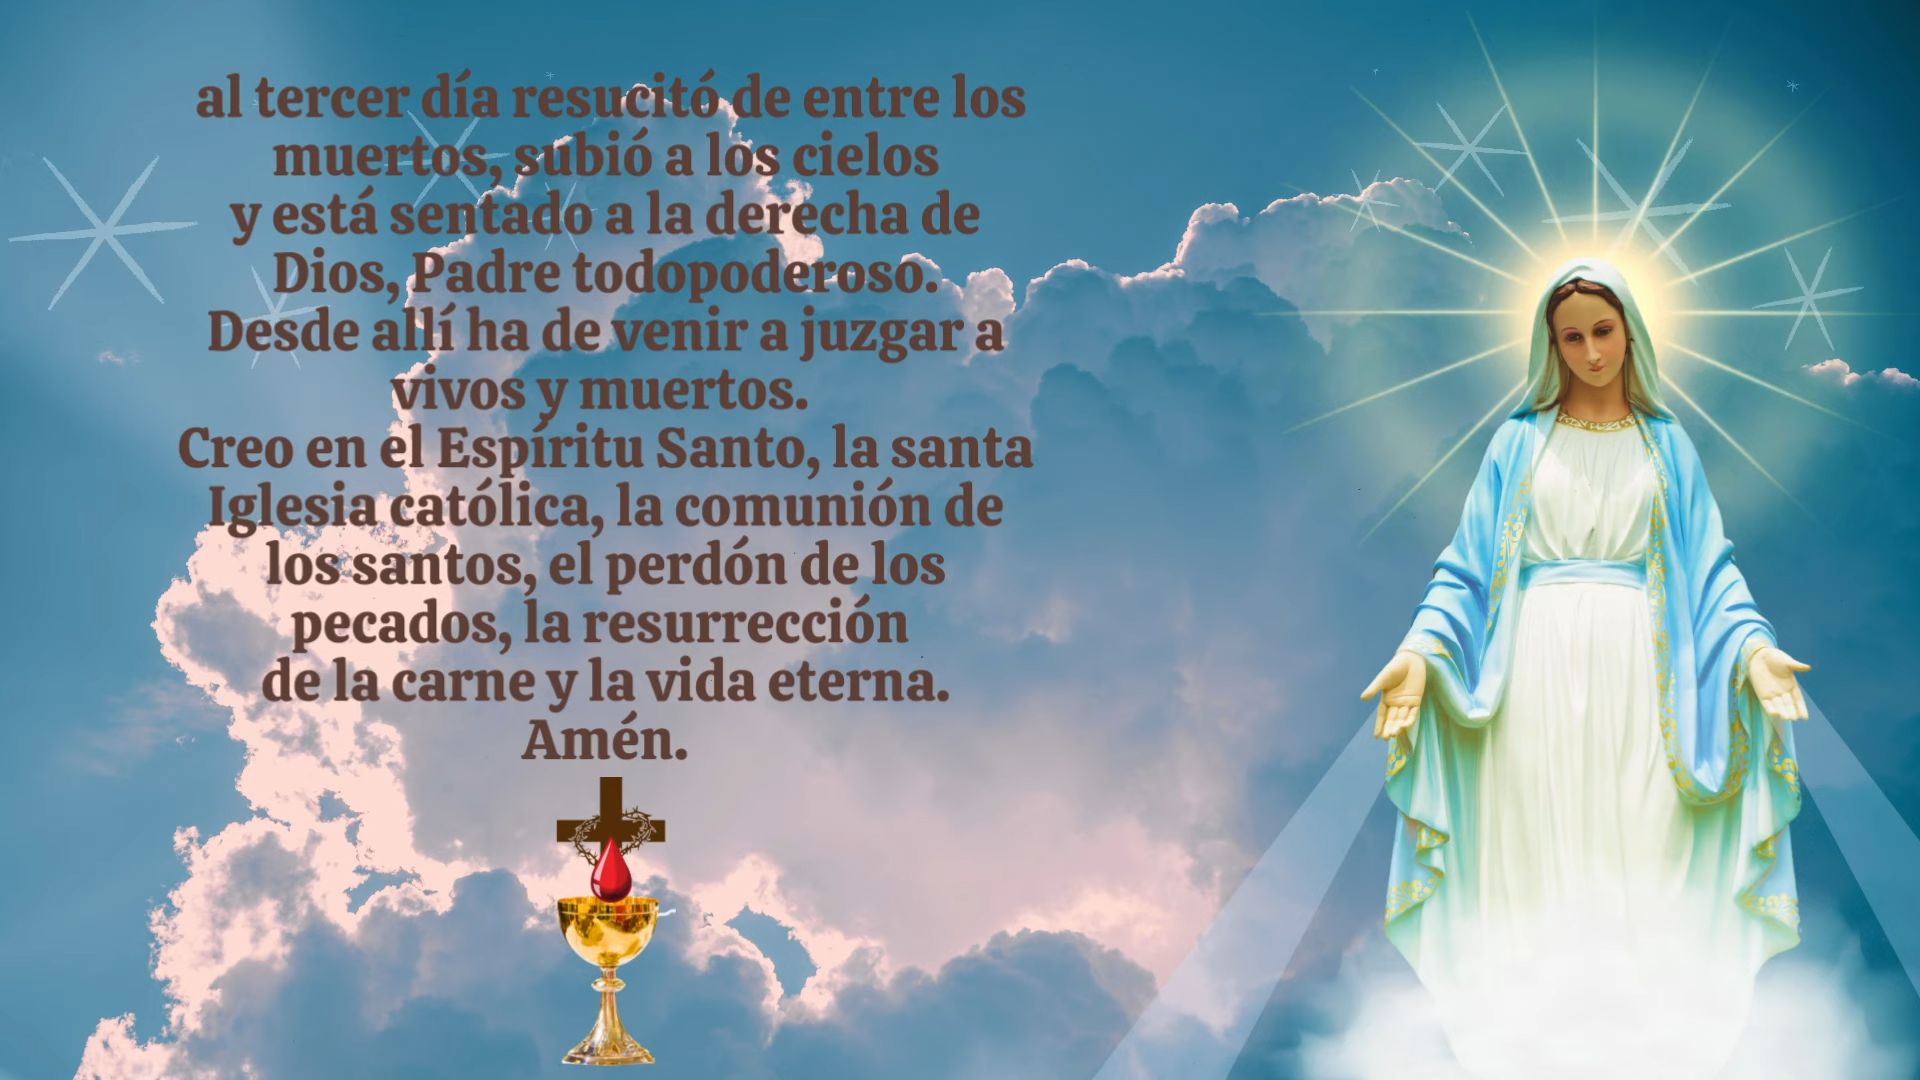 al tercer día resucitó de entre los
muertos, subió a los cielos
y está sentado a la derecha de
Dios, Padre todopoderoso.
Desde allí ha de venir a juzgar a
vivos y muertos.
Creo en el Espíritu Santo, la santa
Iglesia católica, la comunión de
los santos, el perdón de los
pecados, la resurrección
de la carne y la vida eterna.
Amén.